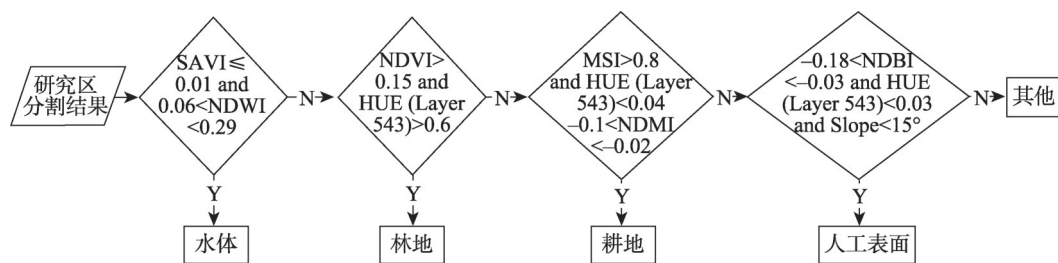 研究区
分割结果
SAVI≤
0.01 and
0.06<NDWI
<0.29
N
NDVI>
0.15 and
HUE (Layer
543)>0.6
N
MSI>0.8
and HUE (Layer
543)<0.04
–0.1<NDMI
<–0.02
N
–0.18<NDBI
<–0.03 and HUE
(Layer 543)<0.03
and Slope<15°
N
其他
Y
Y
Y
Y
水体
林地
耕地
人工表面